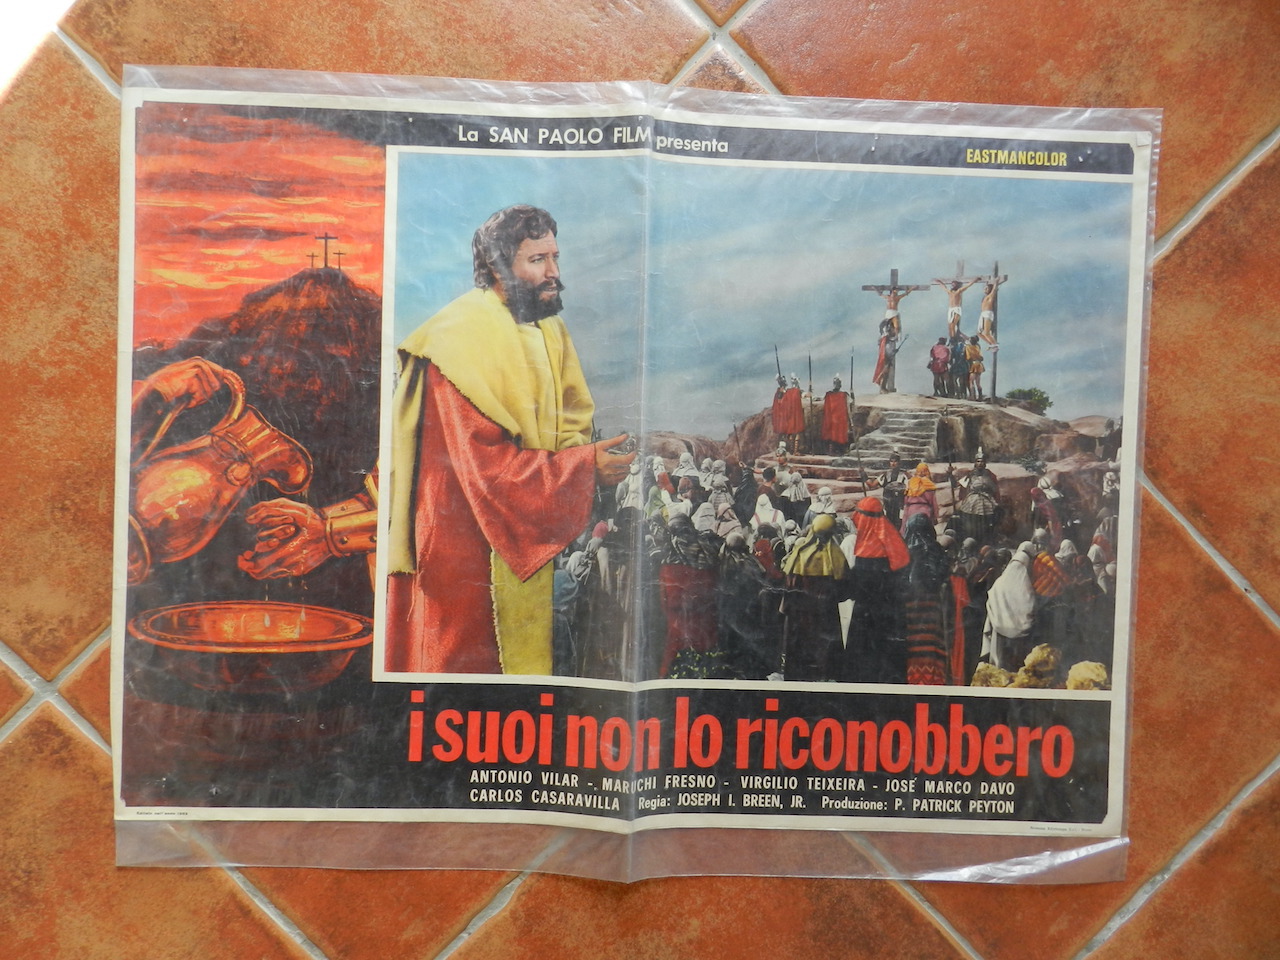 La SAN PAOLO FILM presenta
EASTMANCOLOR
i suoi non lo riconobbero
ANTONIO VILAR - MARUCHI FRESNO - VIRGILIO TEIXEIRA - JOSÉ MARCO DAVO
CARLOS CASARAVILLA Regia: JOSEPH I. BREEN, JR. Produzione: P. PATRICK PEYTON